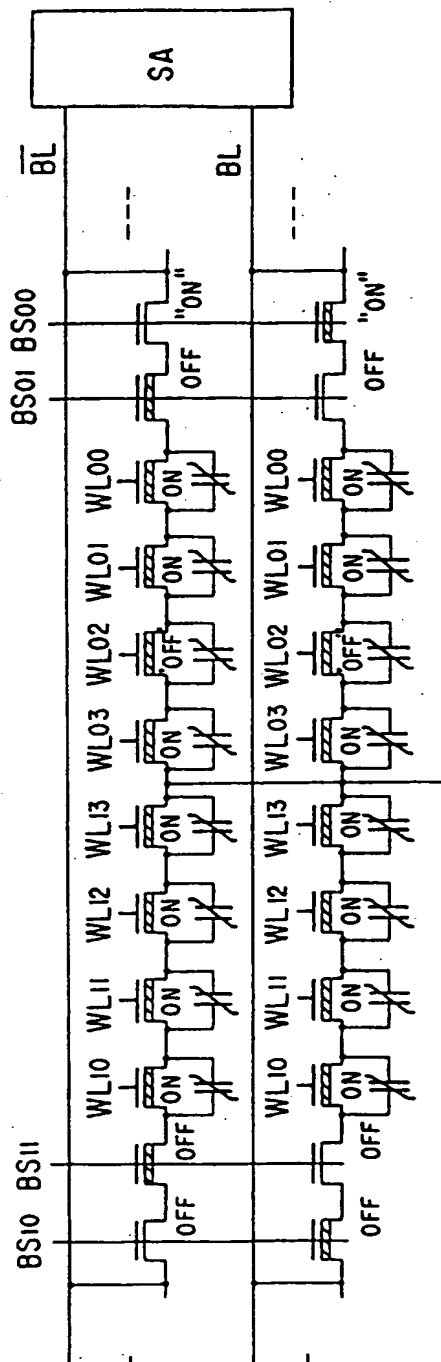 BS10 BS11 BS01 BS00
B̅L̅
WL10 WL11 WL12 WL13 WL03 WL02 WL01 WL00
SA
ON ON ON ON ON "OFF" ON ON
OFF OFF OFF "ON"
BL
WL10 WL11 WL12 WL13 WL03 WL02 WL01 WL00
ON ON ON ON ON "OFF" ON ON
OFF OFF OFF "ON"